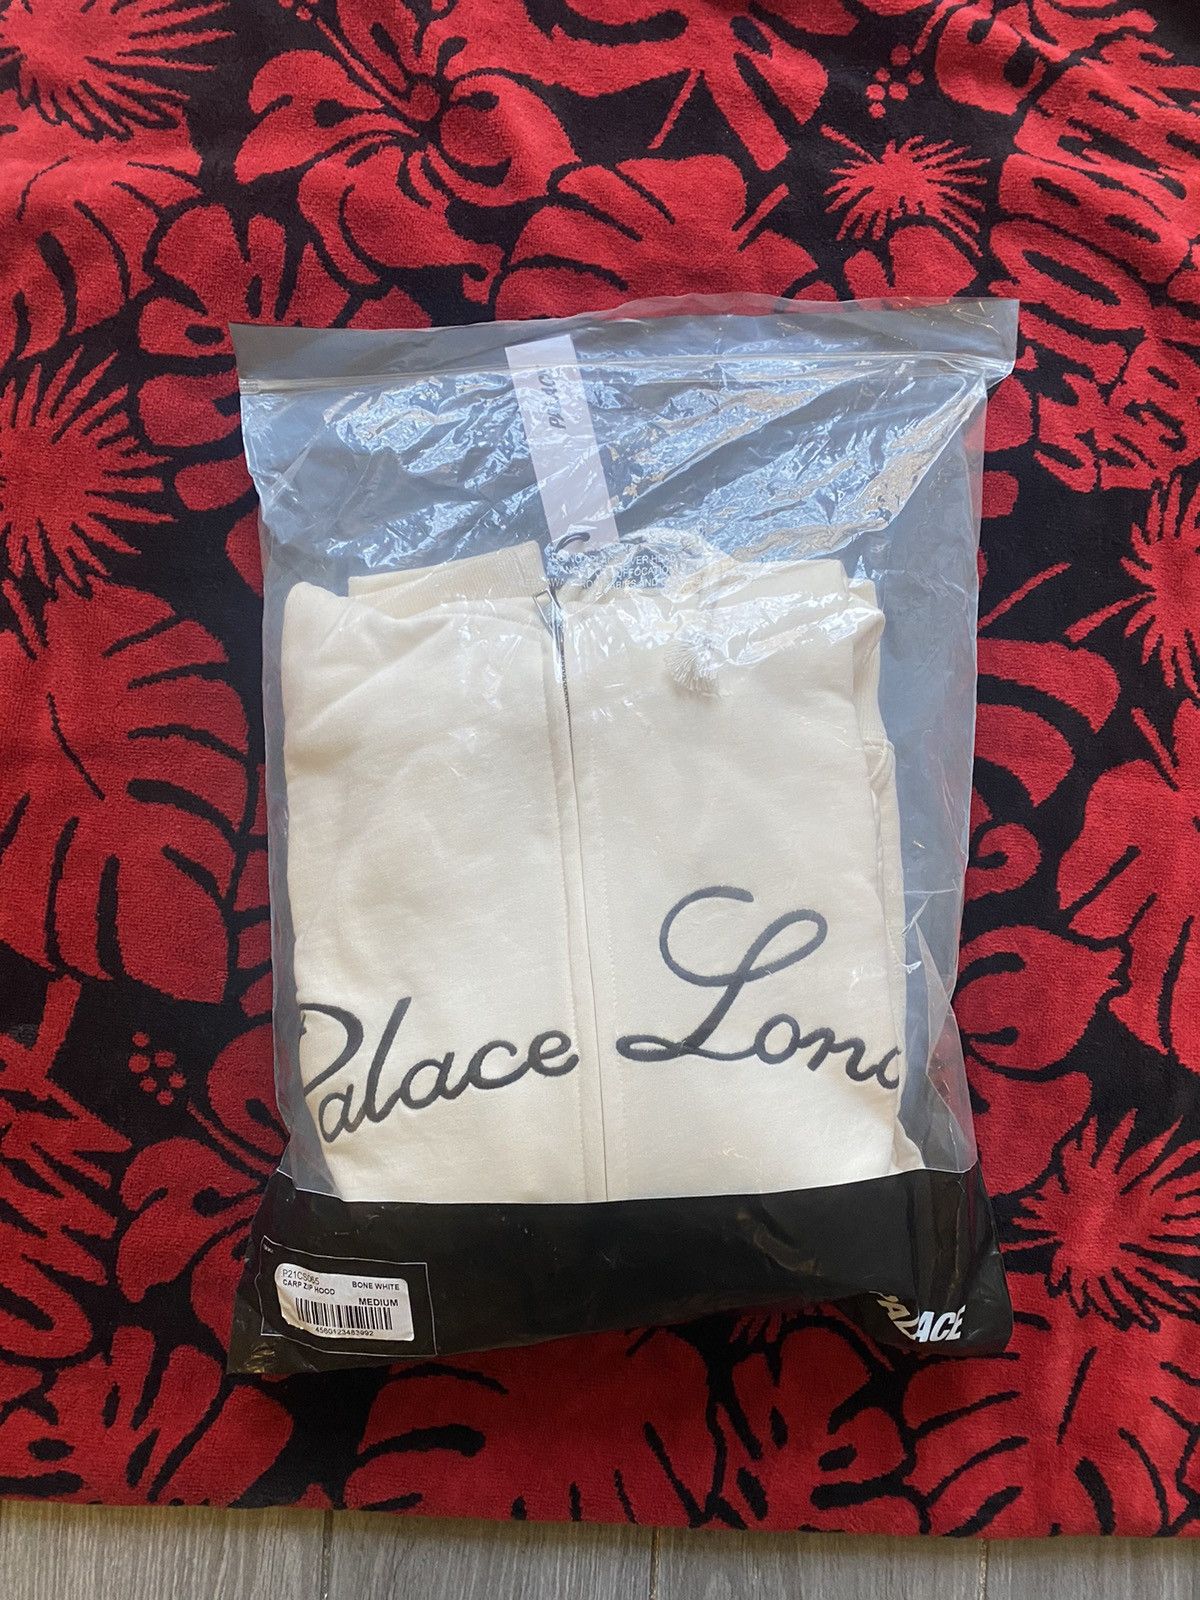 PALACE
Palace Lond
P21CS065 BONE WHITE
CARP ZIP HOOD
MEDIUM
4560123483992
PALACE